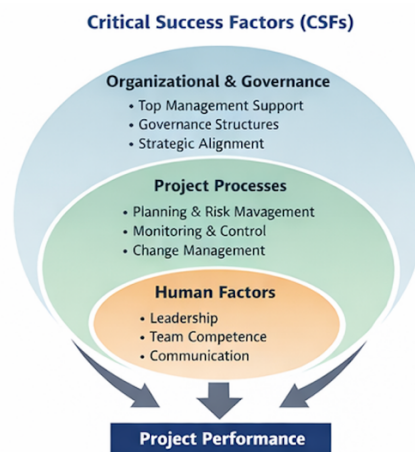 Critical Success Factors (CSFs)
Organizational & Governance
• Top Management Support
• Governance Structures
• Strategic Alignment
Project Processes
• Planning & Risk Mavagement
• Monitoring & Control
• Change Management
Human Factors
• Leadership
• Team Competence
• Communication
Project Performance